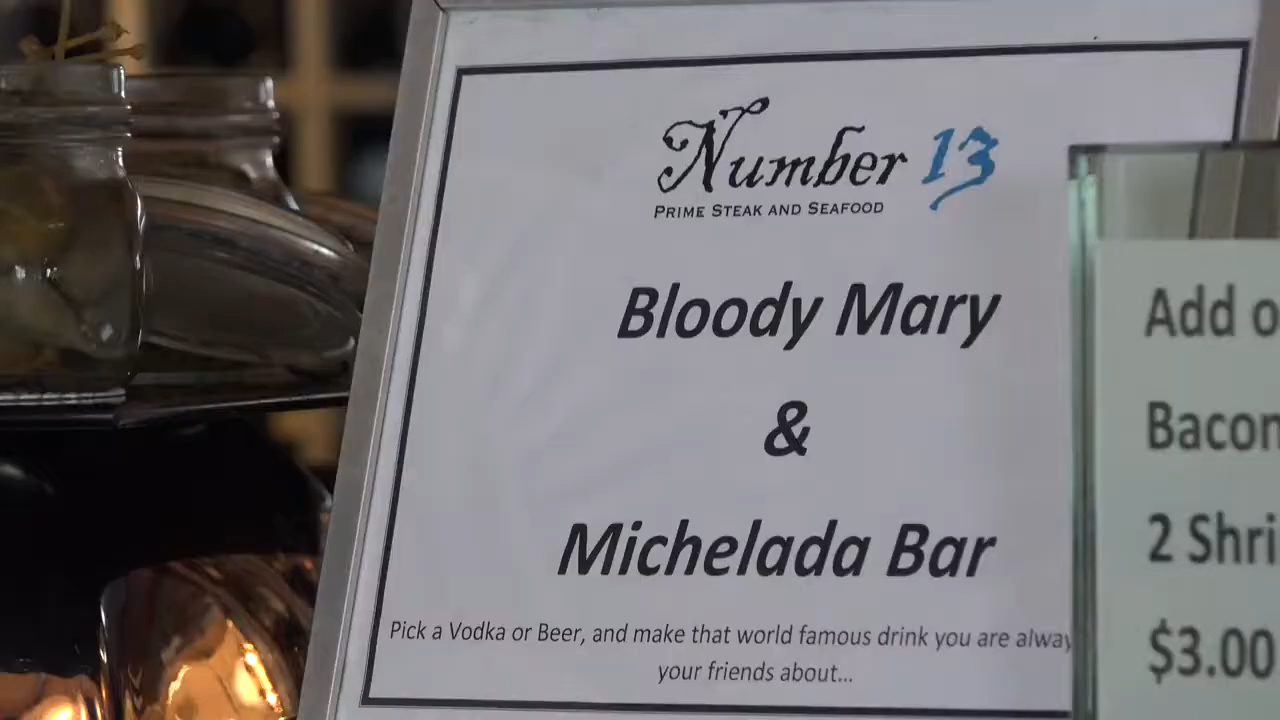 Number 13
PRIME STEAK AND SEAFOOD
Bloody Mary
&
Michelada Bar
Pick a Vodka or Beer, and make that world famous drink you are alway
your friends about...
Add o
Bacon
2 Shri
$3.00